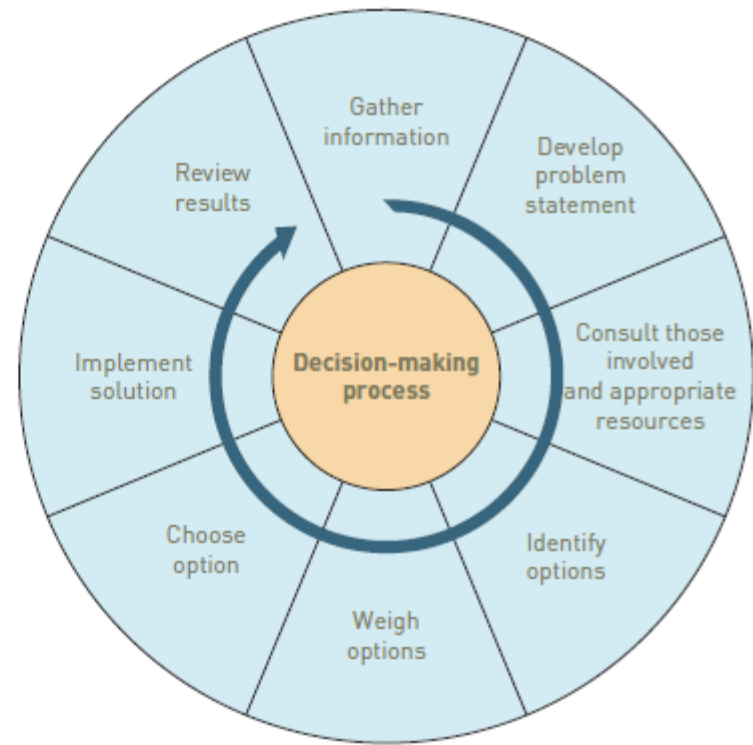 Gather
information
Develop
problem
statement
Consult those
involved
and appropriate
resources
Identify
options
Weigh
options
Choose
option
Implement
solution
Review
results
Decision-making
process